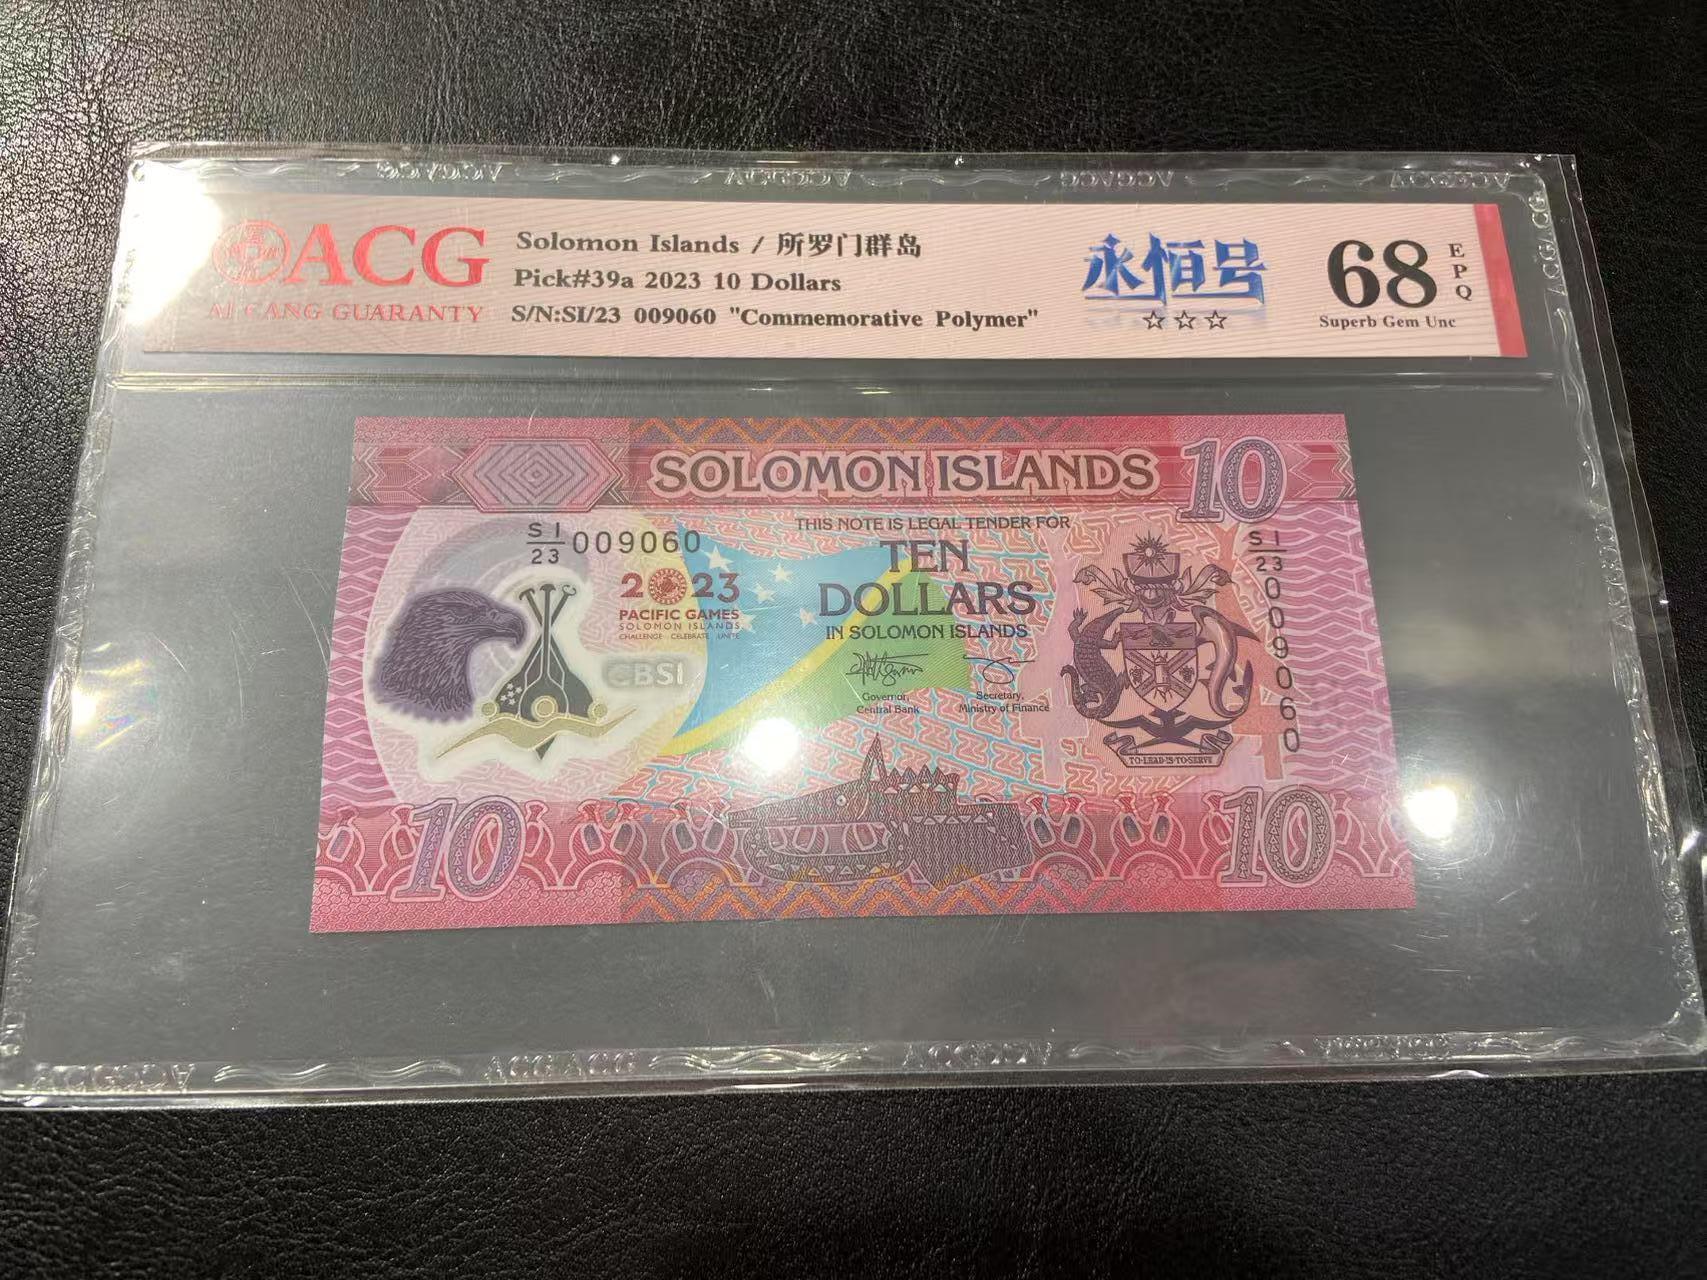 ACG
AI CANG GUARANTY
Solomon Islands / 所罗门群岛
Pick#39a 2023 10 Dollars
S/N:SI/23 009060 "Commemorative Polymer"
永恒号
☆☆☆
68
EPQ
Superb Gem Unc
SOLOMON ISLANDS
10
THIS NOTE IS LEGAL TENDER FOR
TEN
DOLLARS
IN SOLOMON ISLANDS
SI/23 009060
2023
PACIFIC GAMES
SOLOMON ISLANDS
CHALLENGE CELEBRATE UNITE
CBSI
Governor,
Central Bank
Secretary,
Ministry of Finance
SI/23 009060
TO LEAD IS TO SERVE
10
10
ACGACG